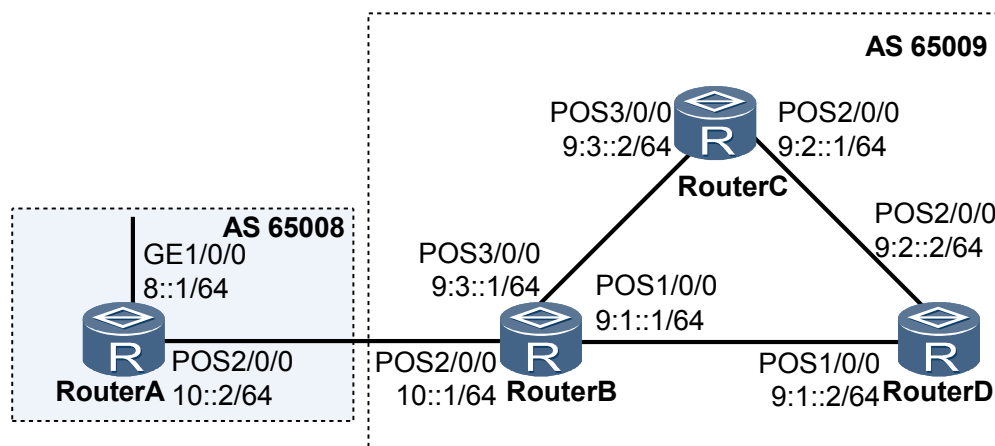 AS 65009
POS3/0/0
9:3::2/64
POS2/0/0
9:2::1/64
R
RouterC
AS 65008
GE1/0/0
8::1/64
POS3/0/0
9:3::1/64
POS2/0/0
9:2::2/64
POS1/0/0
9:1::1/64
R
RouterA
POS2/0/0
10::2/64
POS2/0/0
10::1/64
R
RouterB
POS1/0/0
9:1::2/64
R
RouterD